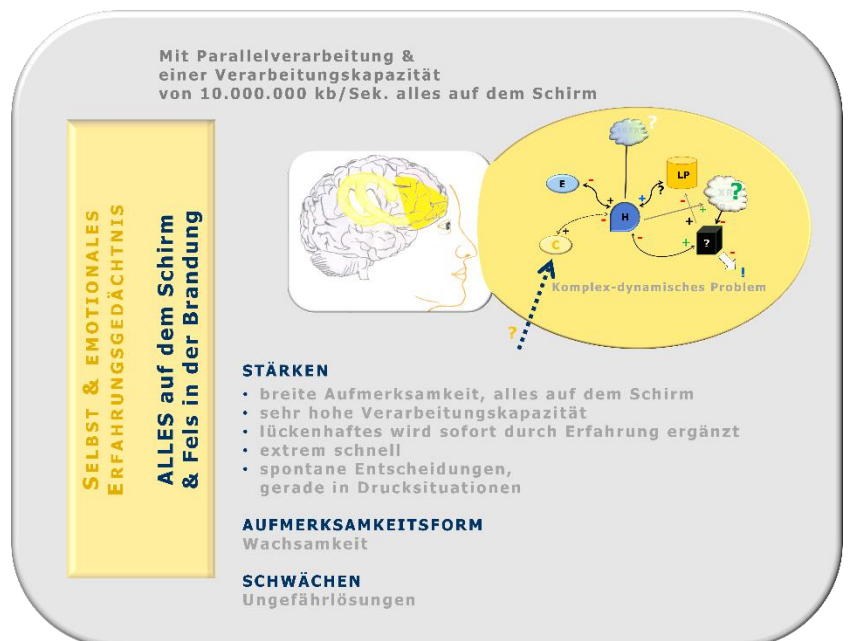 Mit Parallelverarbeitung &
einer Verarbeitungskapazität
von 10.000.000 kb/Sek. alles auf dem Schirm
SELBST & EMOTIONALES
ERFAHRUNGSGEDÄCHTNIS
ALLES auf dem Schirm
& Fels in der Brandung
?
E
LP
?
H
C
?
?
!
Komplex-dynamisches Problem
?
STÄRKEN
• breite Aufmerksamkeit, alles auf dem Schirm
• sehr hohe Verarbeitungskapazität
• lückenhaftes wird sofort durch Erfahrung ergänzt
• extrem schnell
• spontane Entscheidungen,
gerade in Drucksituationen
AUFMERKSAMKEITSFORM
Wachsamkeit
SCHWÄCHEN
Ungefährlösungen